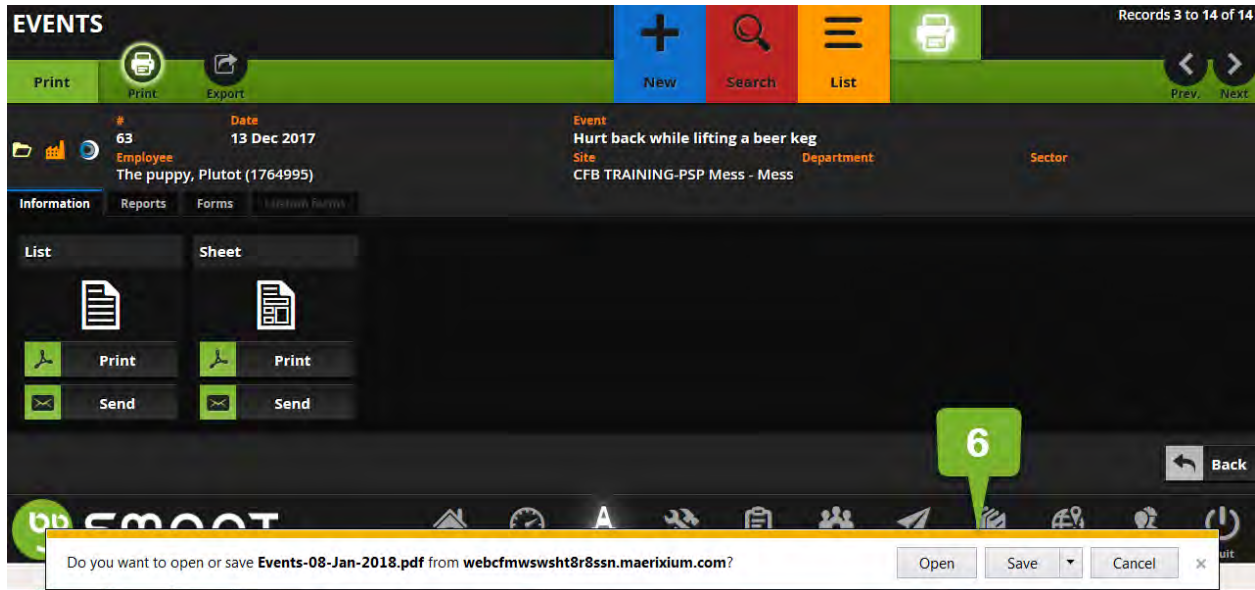 EVENTS
Records 3 to 14 of 14
Print
Print
Export
New
Search
List
Prev.
Next
# Date Event
63 13 Dec 2017 Hurt back while lifting a beer keg
Employee Site Department Sector
The puppy, Plutot (1764995) CFB TRAINING-PSP Mess - Mess
Information Reports Forms Custom Forms
List Sheet
Print Print
Send Send
6
Back
A
Do you want to open or save Events-08-Jan-2018.pdf from webcfmwswsht8r8ssn.maerixium.com?
Open Save Cancel ×